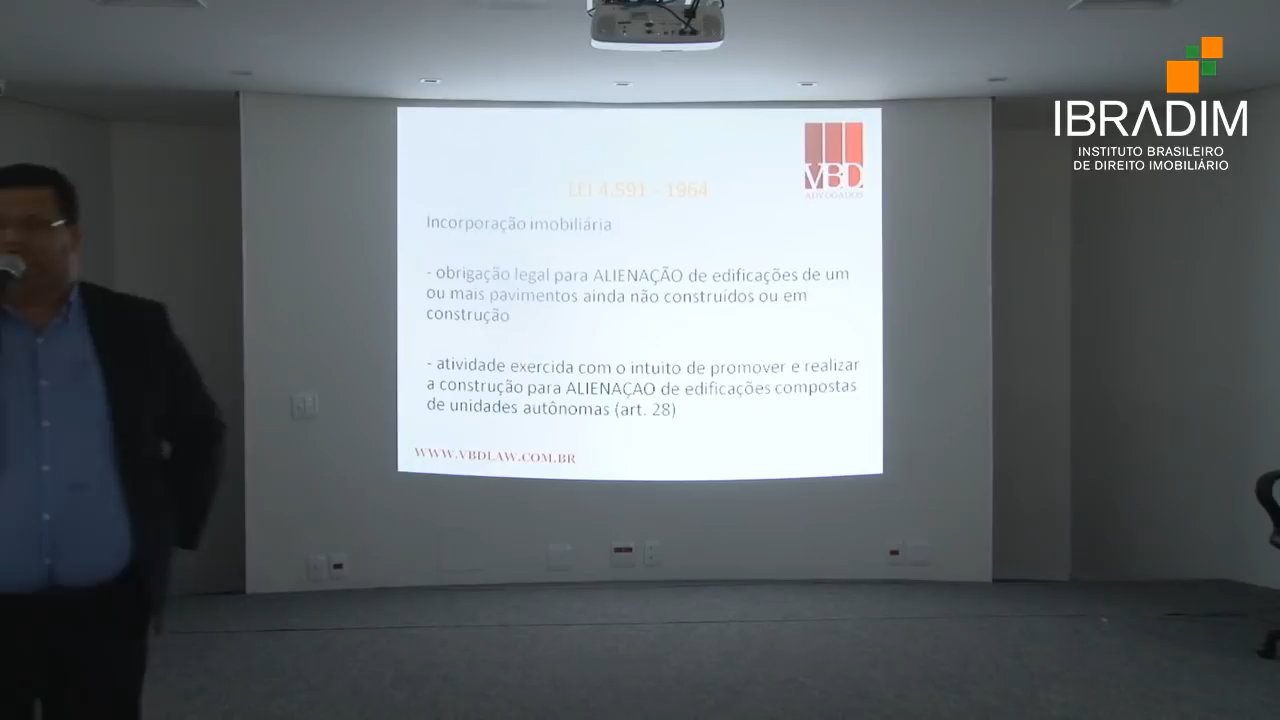 IBRADIM
INSTITUTO BRASILEIRO
DE DIREITO IMOBILIÁRIO
VBD
ADVOGADOS
LEI 4.591 - 1964
Incorporação imobiliária
- obrigação legal para ALIENAÇÃO de edificações de um
ou mais pavimentos ainda não construídos ou em
construção
- atividade exercida com o intuito de promover e realizar
a construção para ALIENAÇÃO de edificações compostas
de unidades autônomas (art. 28)
WWW.VBDLAW.COM.BR